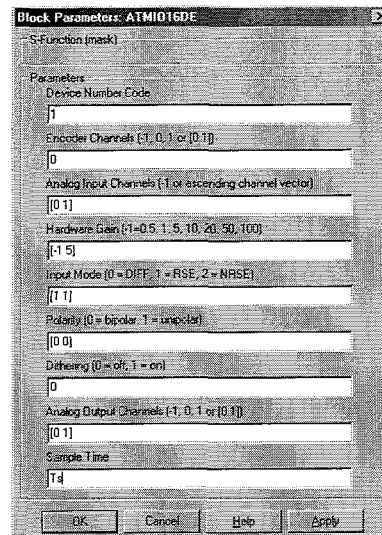 Block Parameters: ATMIO16DE
S-Function (mask)
Parameters
Device Number Code
1
Encoder Channels (-1, 0, 1 or [0 1])
0
Analog Input Channels (-1 or ascending channel vector)
[0 1]
Hardware Gain (-1=0.5, 1, 5, 10, 20, 50, 100)
[-1 5]
Input Mode (0 = DIFF, 1 = RSE, 2 = NRSE)
[1 1]
Polarity (0 = bipolar, 1 = unipolar)
[0 0]
Dithering (0 = off, 1 = on)
0
Analog Output Channels (-1, 0, 1 or [0 1])
[0 1]
Sample Time
Ts
OK Cancel Help Apply